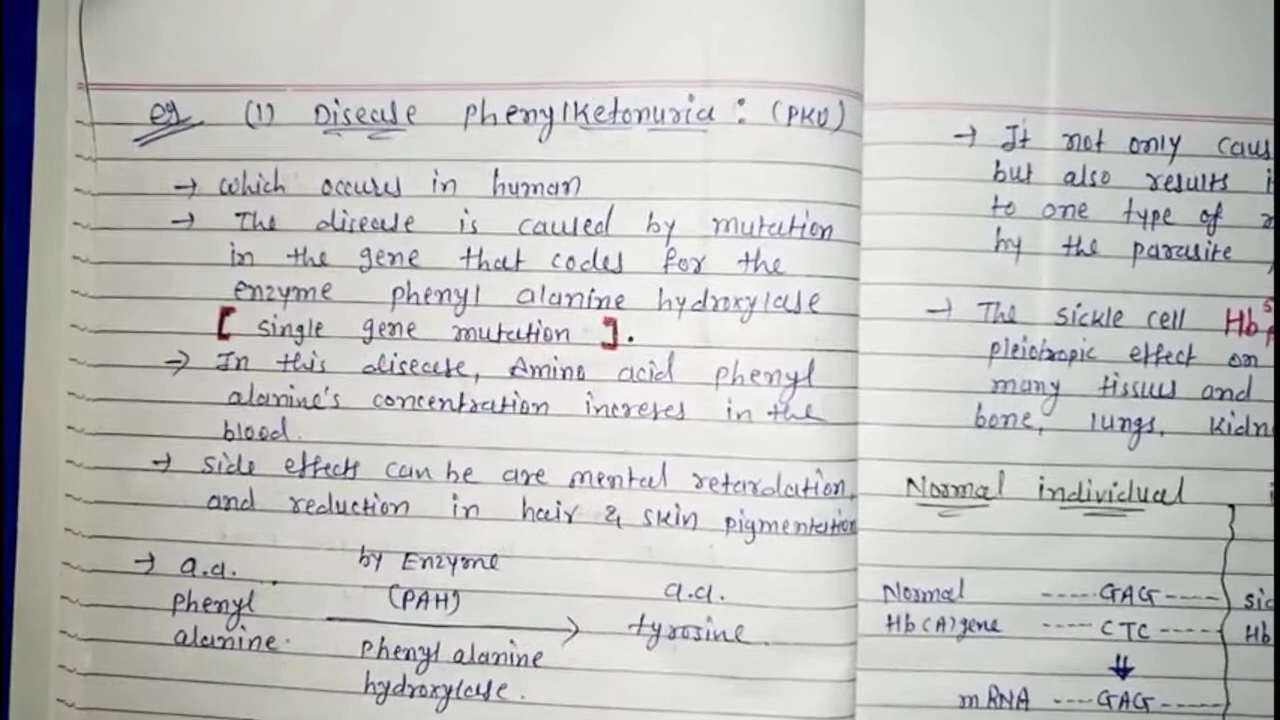 eg (1) Disease Phenylketonuria : (PKU)
→ which occures in human
→ The disease is caused by mutation
in the gene that codes for the
enzyme phenyl alanine hydroxylase
[ single gene mutation ].
→ In this disease, Amino acid phenyl
alanine's concentration increses in the
blood.
→ side effects can be are mental retardation,
and reduction in hair & skin pigmentation
→ a.a. by Enzyme a.a.
Phenyl (PAH) tyrosine.
alanine. Phenyl alanine
hydroxylase.
→ It not only caus
but also results i
to one type of
by the parasite
→ The sickle cell Hb
pleiotropic effect on
many tissues and
bone, lungs, kidn
Normal individual
Normal ---- GAG ---- sic
Hb (A) gene ---- CTC ---- Hb
⇓
mRNA ---- GAG ----